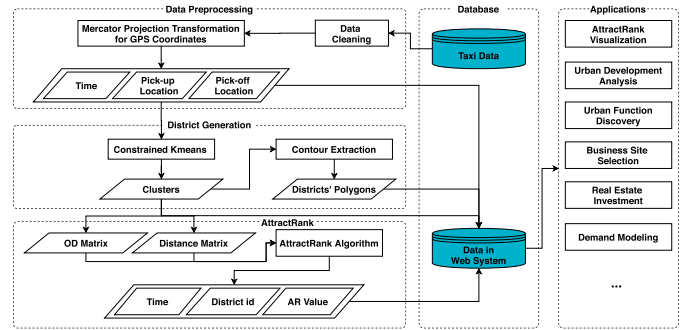 Data Preprocessing
Mercator Projection Transformation
for GPS Coordinates
Data
Cleaning
Time
Pick-up
Location
Pick-off
Location
District Generation
Constrained Kmeans
Contour Extraction
Clusters
Districts' Polygons
AttractRank
OD Matrix
Distance Matrix
AttractRank Algorithm
Time
District id
AR Value
Database
Taxi Data
Data in
Web System
Applications
AttractRank
Visualization
Urban Development
Analysis
Urban Function
Discovery
Business Site
Selection
Real Estate
Investment
Demand Modeling
...